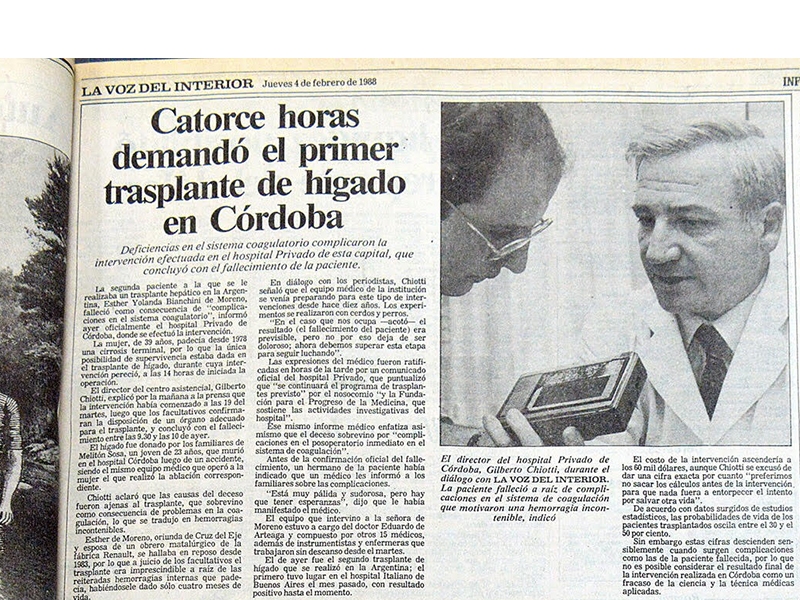 LA VOZ DEL INTERIOR Jueves 4 de febrero de 1988
INF
Catorce horas
demandó el primer
trasplante de hígado
en Córdoba
Deficiencias en el sistema coagulatorio complicaron la
intervención efectuada en el hospital Privado de esta capital, que
concluyó con el fallecimiento de la paciente.
La segunda paciente a la que se le
realizaba un trasplante hepático en la Argen-
tina, Esther Yolanda Bianchini de Moreno,
falleció como consecuencia de “complica-
ciones en el sistema coagulatorio”, informó
ayer oficialmente el hospital Privado de
Córdoba, donde se efectuó la intervención.
La mujer, de 39 años, padecía desde 1978
una cirrosis terminal, por lo que la única
posibilidad de supervivencia estaba dada en
el trasplante de hígado, durante cuya inter-
vención pereció, a las 14 horas de iniciada la
operación.
El director del centro asistencial, Gilberto
Chiotti, explicó por la mañana a la prensa que
la intervención había comenzado a las 19 del
martes, luego que los facultativos confirma-
ran la disposición de un órgano adecuado
para el trasplante, y concluyó con el falleci-
miento entre las 9.30 y las 10 de ayer.
El hígado fue donado por los familiares de
Melitón Sosa, un joven de 23 años, que murió
en el hospital Córdoba luego de un accidente,
siendo el mismo equipo médico que operó a la
mujer el que realizó la ablación correspon-
diente.
Chiotti aclaró que las causas del deceso
fueron ajenas al trasplante, que sobrevino
como consecuencia de problemas en la coa-
gulación, lo que se tradujo en hemorragias
incontenibles.
Esther de Moreno, oriunda de Cruz del Eje
y esposa de un obrero matalúrgico de la
fábrica Renault, se hallaba en reposo desde
1983, por lo que a juicio de los facultativos el
trasplante era imprescindible a raíz de las
reiteradas hemorragias internas que pade-
cía, habiéndosele dado sólo cuatro meses de
vida.
En diálogo con los periodistas, Chiotti
señaló que el equipo médico de la institución
se venía preparando para este tipo de inter-
venciones desde hace diez años. Los experi-
mentos se realizaron con cerdos y perros.
“En el caso que nos ocupa —acotó— el
resultado (el fallecimiento del paciente) era
previsible, pero no por eso deja de ser
doloroso; ahora debemos superar esta etapa
para seguir luchando”.
Las expresiones del médico fueron ratifi-
cadas en horas de la tarde por un comunicado
oficial del hospital Privado, que puntualizó
que “se continuará el programa de trasplan-
tes previsto” por el nosocomio “y la Funda-
ción para el Progreso de la Medicina, que
sostiene las actividades investigativas del
hospital”.
Ese mismo informe médico enfatiza asi-
mismo que el deceso sobrevino por “compli-
caciones en el posoperatorio inmediato en
el sistema de coagulación”.
Antes de la confirmación oficial del falle-
cimiento, un hermano de la paciente había
indicado que un médico les informó a los
familiares sobre las complicaciones.
“Está muy pálida y sudorosa, pero hay
que tener esperanzas”, dijo que le había
manifestado el médico.
El equipo que intervino a la señora de
Moreno estuvo a cargo del doctor Eduardo de
Arteaga y compuesto por otros 15 médicos,
además de instrumentistas y enfermeras que
trabajaron sin descanso desde el martes.
El de ayer fue el segundo trasplante de
hígado que se realizó en la Argentina; el
primero tuvo lugar en el hospital Italiano de
Buenos Aires el mes pasado, con resultado
positivo hasta el momento.
El director del hospital Privado de
Córdoba, Gilberto Chiotti, durante el
diálogo con LA VOZ DEL INTERIOR.
La paciente falleció a raíz de compli-
caciones en el sistema de coagulación
que motivaron una hemorragia incon-
tenible, indicó
El costo de la intervención ascendería a
los 60 mil dólares, aunque Chiotti se excusó de
dar una cifra exacta por cuanto “preferimos
no sacar los cálculos antes de la intervención,
para que nada fuera a entorpecer el intento
por salvar otra vida”.
De acuerdo con datos surgidos de estudios
estadísticos, las probabilidades de vida de los
pacientes trasplantados oscila entre el 30 y el
50 por ciento.
Sin embargo estas cifras descienden sen-
siblemente cuando surgen complicaciones
como las de la paciente fallecida, por lo que
no es posible considerar el resultado final de
la intervención realizada en Córdoba como un
fracaso de la ciencia y la técnica médicas
aplicadas.